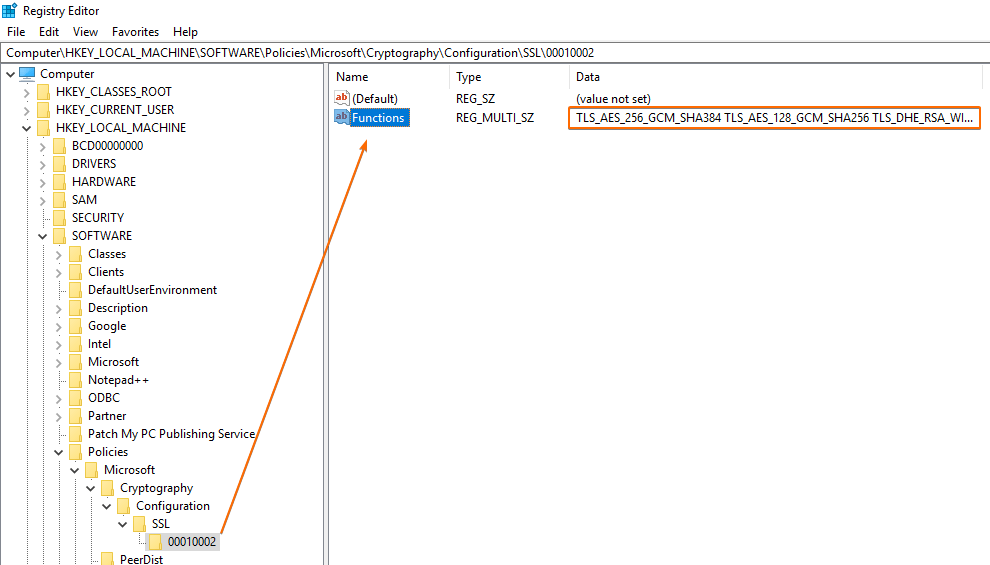 Registry Editor
File Edit View Favorites Help
Computer\HKEY_LOCAL_MACHINE\SOFTWARE\Policies\Microsoft\Cryptography\Configuration\SSL\00010002
Computer
HKEY_CLASSES_ROOT
HKEY_CURRENT_USER
HKEY_LOCAL_MACHINE
BCD00000000
DRIVERS
HARDWARE
SAM
SECURITY
SOFTWARE
Classes
Clients
DefaultUserEnvironment
Description
Google
Intel
Microsoft
Notepad++
ODBC
Partner
Patch My PC Publishing Service
Policies
Microsoft
Cryptography
Configuration
SSL
00010002
PeerDist
Name Type Data
ab (Default) REG_SZ (value not set)
ab Functions REG_MULTI_SZ TLS_AES_256_GCM_SHA384 TLS_AES_128_GCM_SHA256 TLS_DHE_RSA_WI...